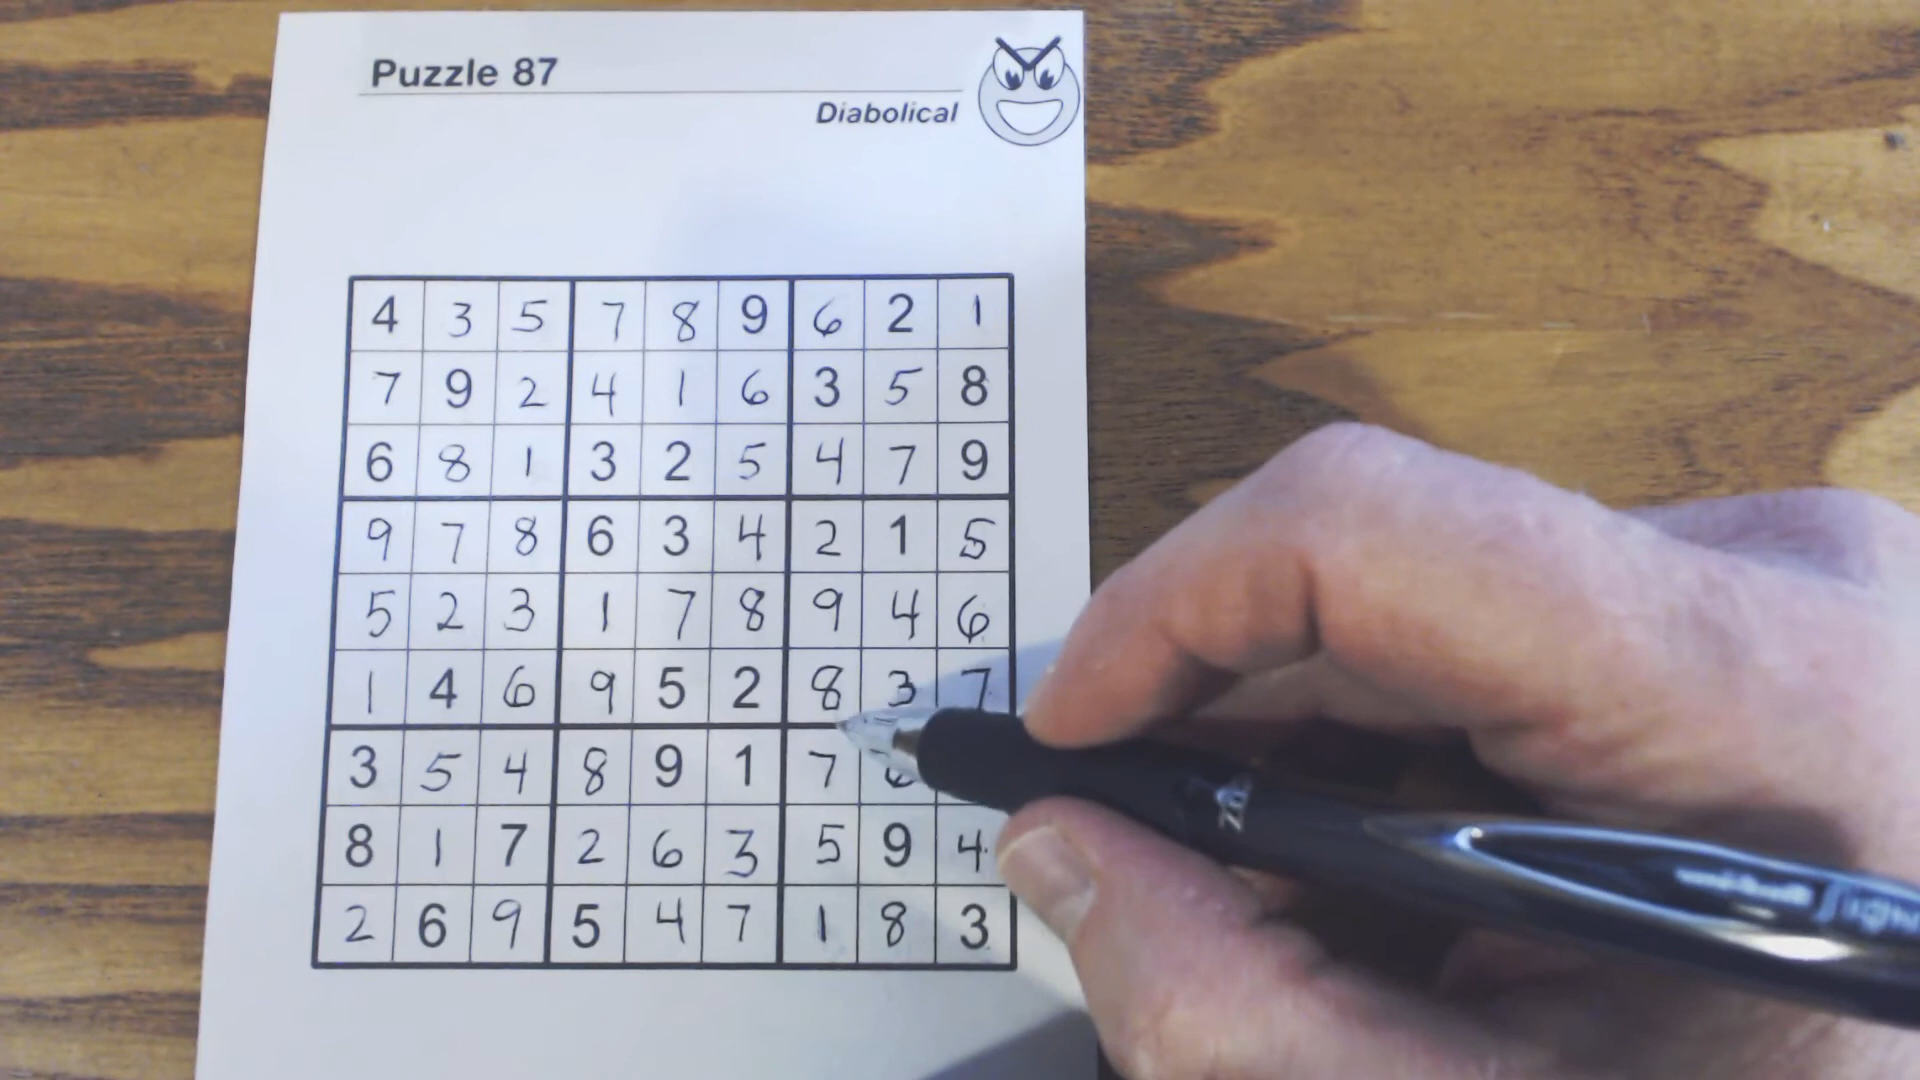 Puzzle 87
Diabolical
4 3 5 7 8 9 6 2 1
7 9 2 4 1 6 3 5 8
6 8 1 3 2 5 4 7 9
9 7 8 6 3 4 2 1 5
5 2 3 1 7 8 9 4 6
1 4 6 9 5 2 8 3 7
3 5 4 8 9 1 7
8 1 7 2 6 3 5 9 4
2 6 9 5 4 7 1 8 3